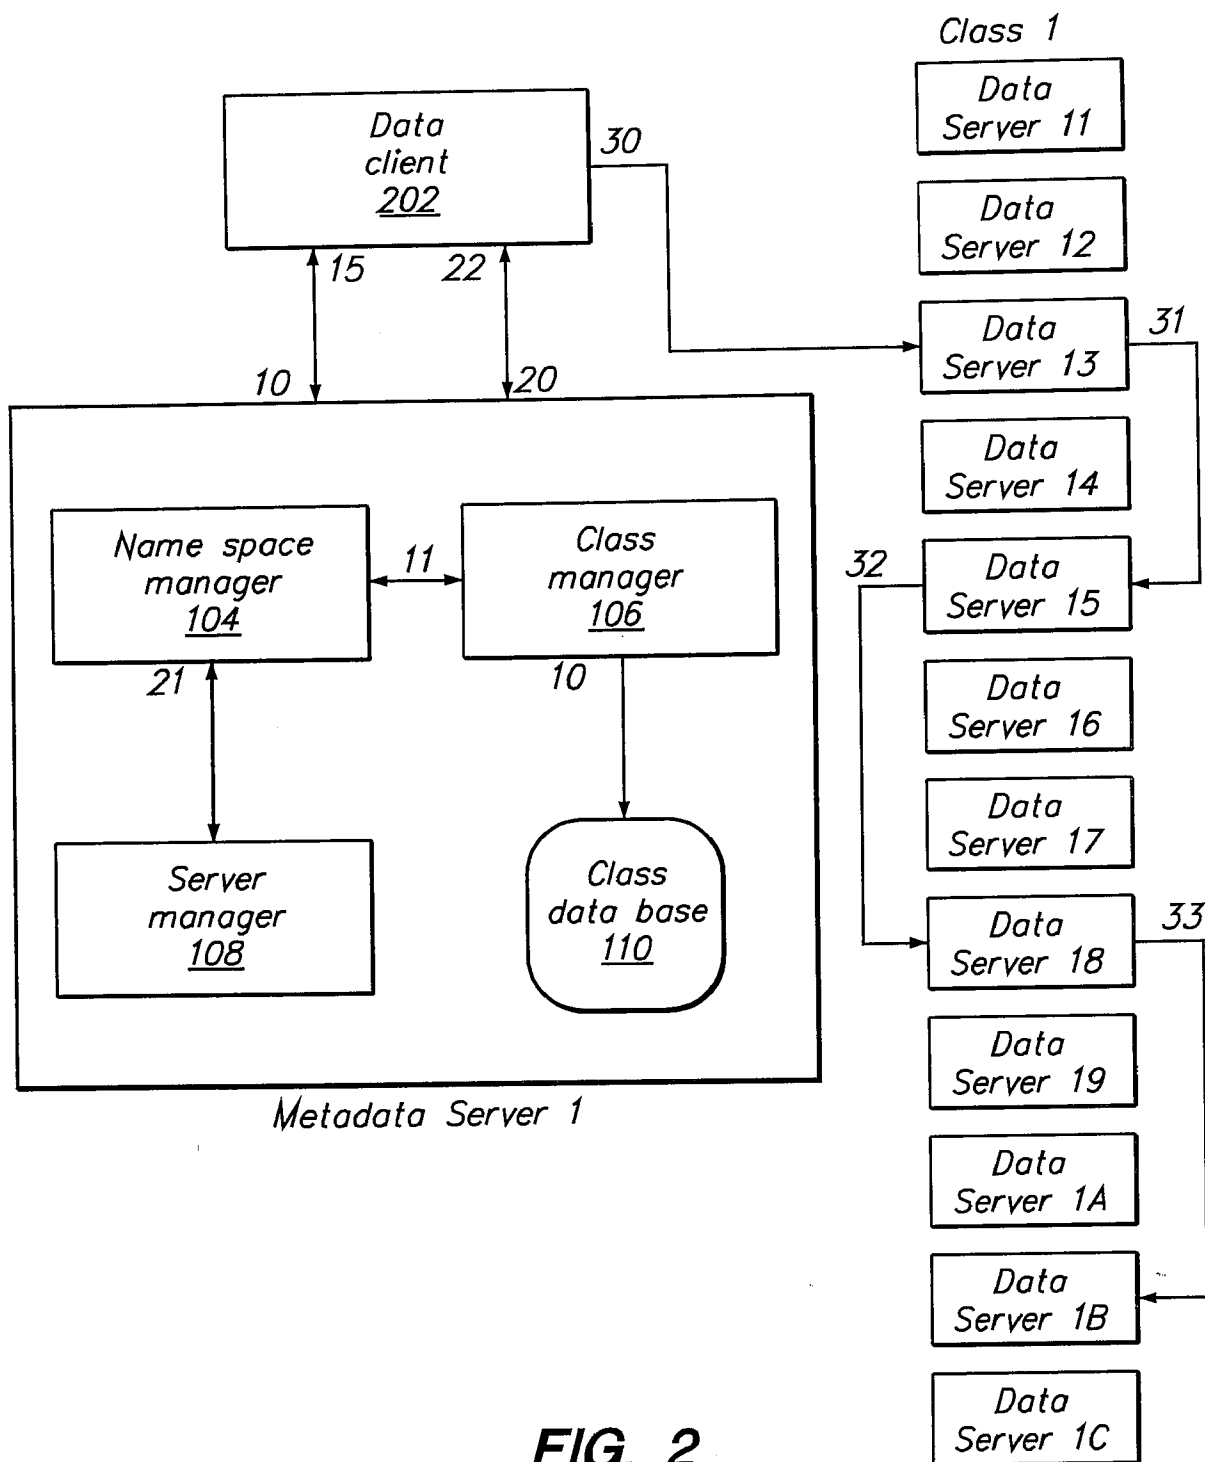 Class 1
Data
Server 11
Data
client
202
30
Data
Server 12
15
22
Data
Server 13
31
10
20
Data
Server 14
Name space
manager
104
11
Class
manager
106
32
Data
Server 15
21
10
Data
Server 16
Data
Server 17
Server
manager
108
Class
data base
110
Data
Server 18
33
Data
Server 19
Metadata Server 1
Data
Server 1A
Data
Server 1B
Data
Server 1C
FIG. 2